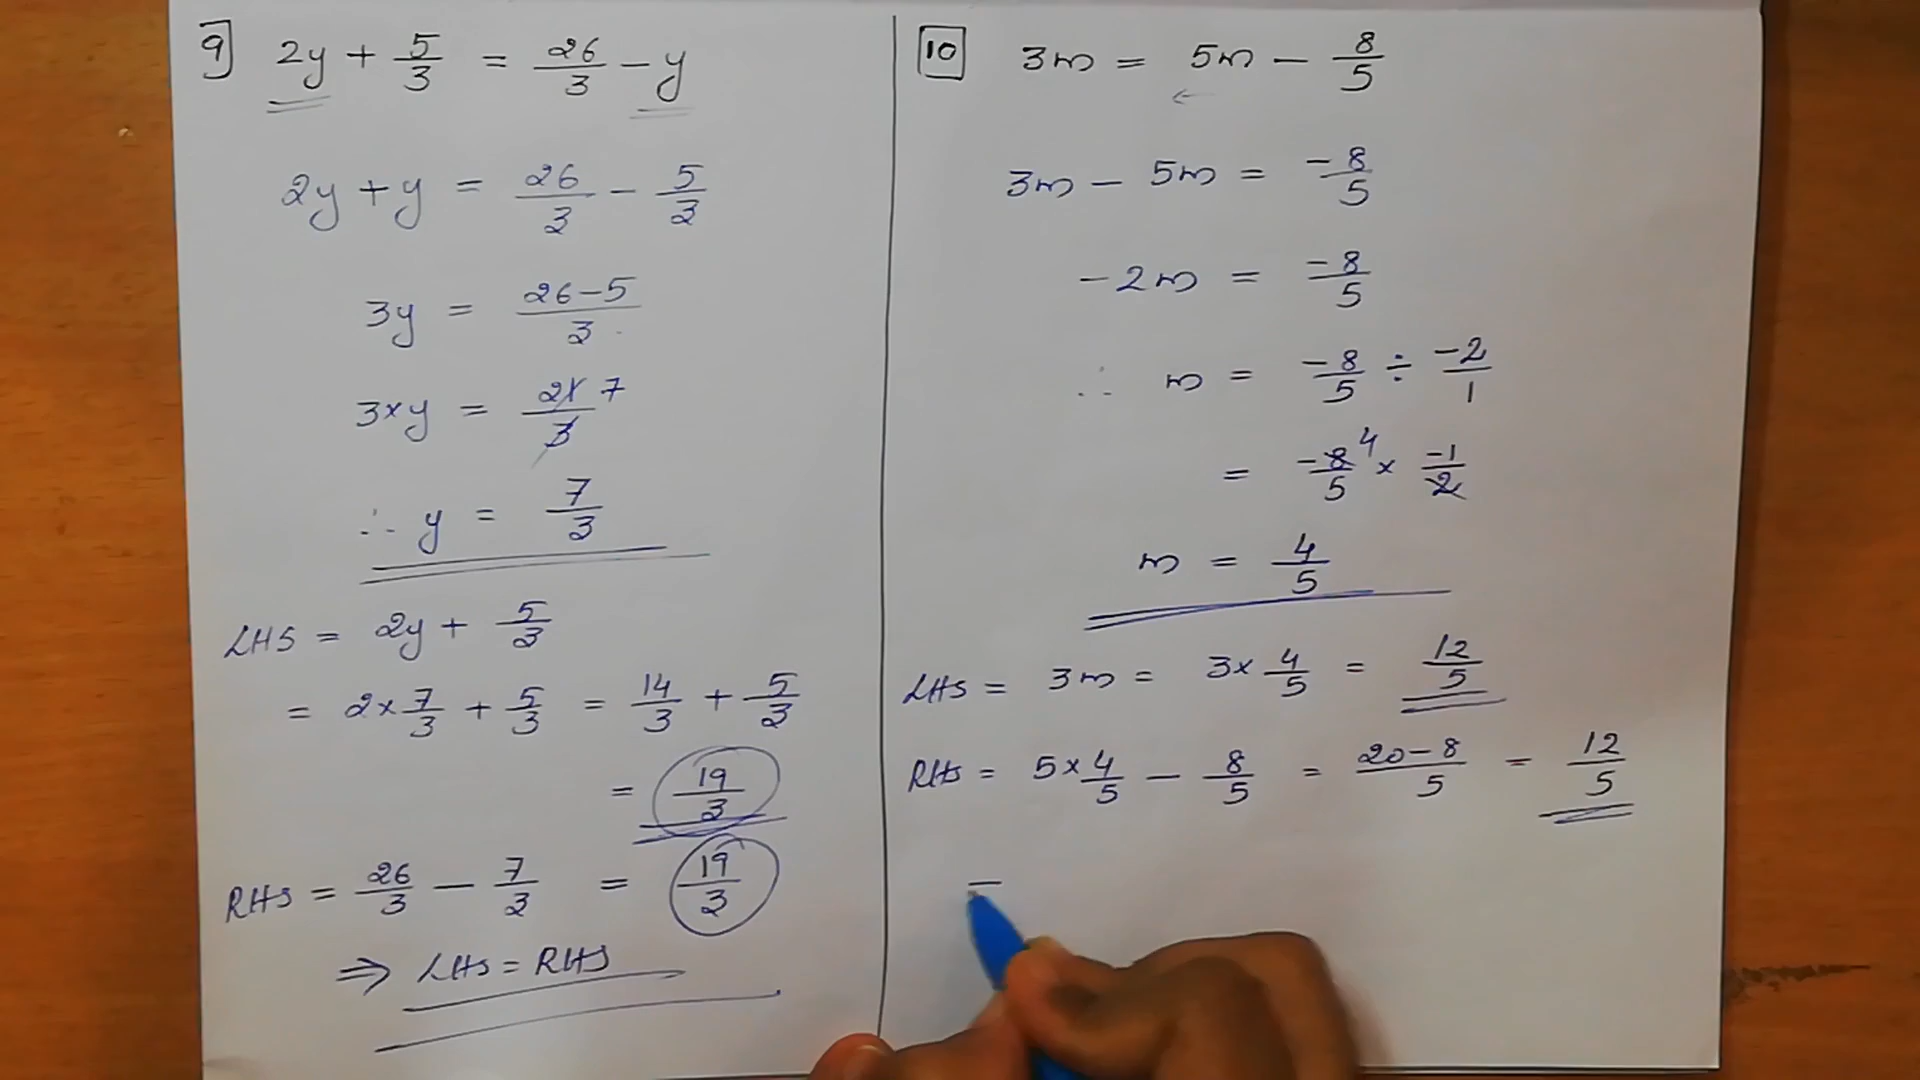 9] 2y + 5/3 = 26/3 - y
2y + y = 26/3 - 5/3
3y = 26-5/3
3×y = 21/3 7
∴ y = 7/3
LHS = 2y + 5/3
= 2×7/3 + 5/3 = 14/3 + 5/3
= 19/3
RHS = 26/3 - 7/3 = 19/3
⇒ LHS = RHS
10 3m = 5m - 8/5
←
3m - 5m = -8/5
-2m = -8/5
∴ m = -8/5 ÷ -2/1
= -8/5 4 × -1/2
m = 4/5
LHS = 3m = 3×4/5 = 12/5
RHS = 5×4/5 - 8/5 = 20-8/5 = 12/5